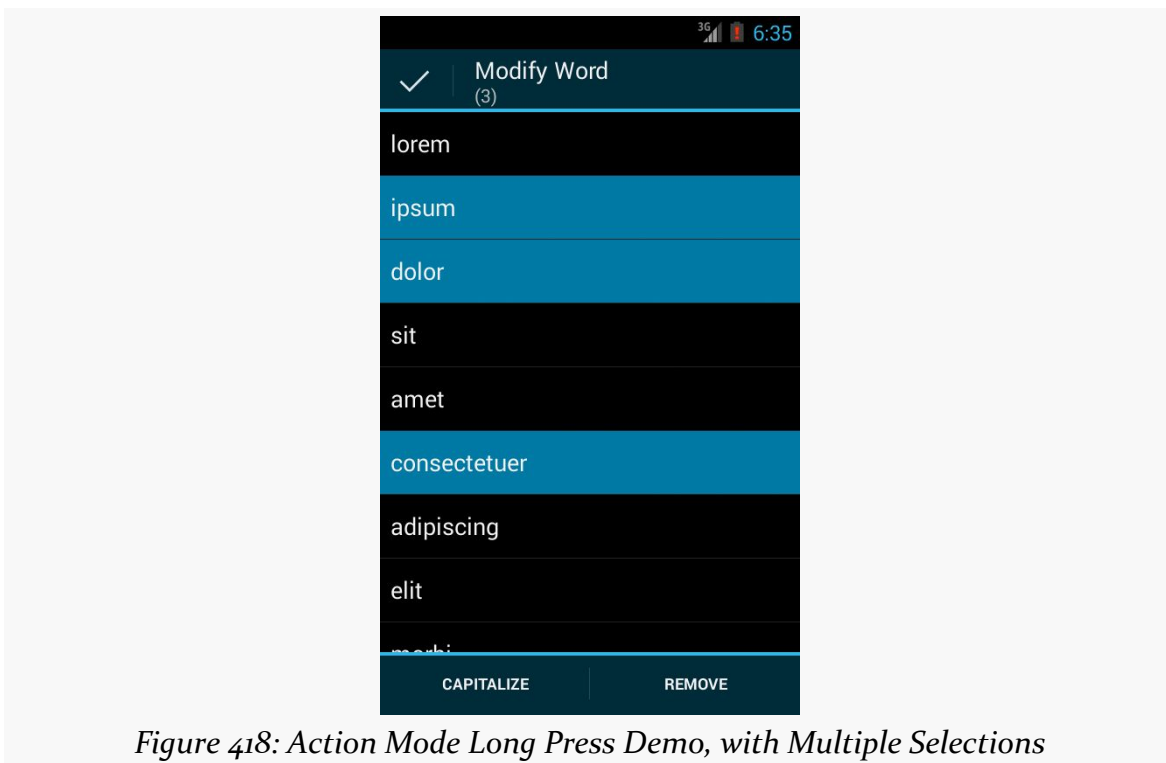 3G 6:35
Modify Word
(3)
lorem
ipsum
dolor
sit
amet
consectetuer
adipiscing
elit
morbi
CAPITALIZE REMOVE
Figure 418: Action Mode Long Press Demo, with Multiple Selections